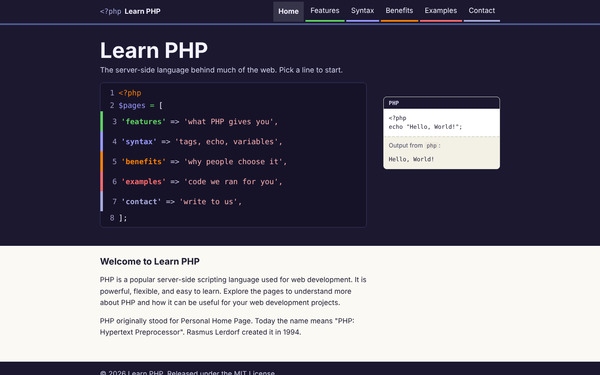 <?php Learn PHP
Home Features Syntax Benefits Examples Contact
Learn PHP
The server-side language behind much of the web. Pick a line to start.
1 <?php
2 $pages = [
3 'features' => 'what PHP gives you',
4 'syntax' => 'tags, echo, variables',
5 'benefits' => 'why people choose it',
6 'examples' => 'code we ran for you',
7 'contact' => 'write to us',
8 ];
PHP
<?php
echo "Hello, World!";
Output from php:
Hello, World!
Welcome to Learn PHP
PHP is a popular server-side scripting language used for web development. It is
powerful, flexible, and easy to learn. Explore the pages to understand more
about PHP and how it can be useful for your web development projects.
PHP originally stood for Personal Home Page. Today the name means "PHP:
Hypertext Preprocessor". Rasmus Lerdorf created it in 1994.
© 2026 Learn PHP. Released under the MIT License